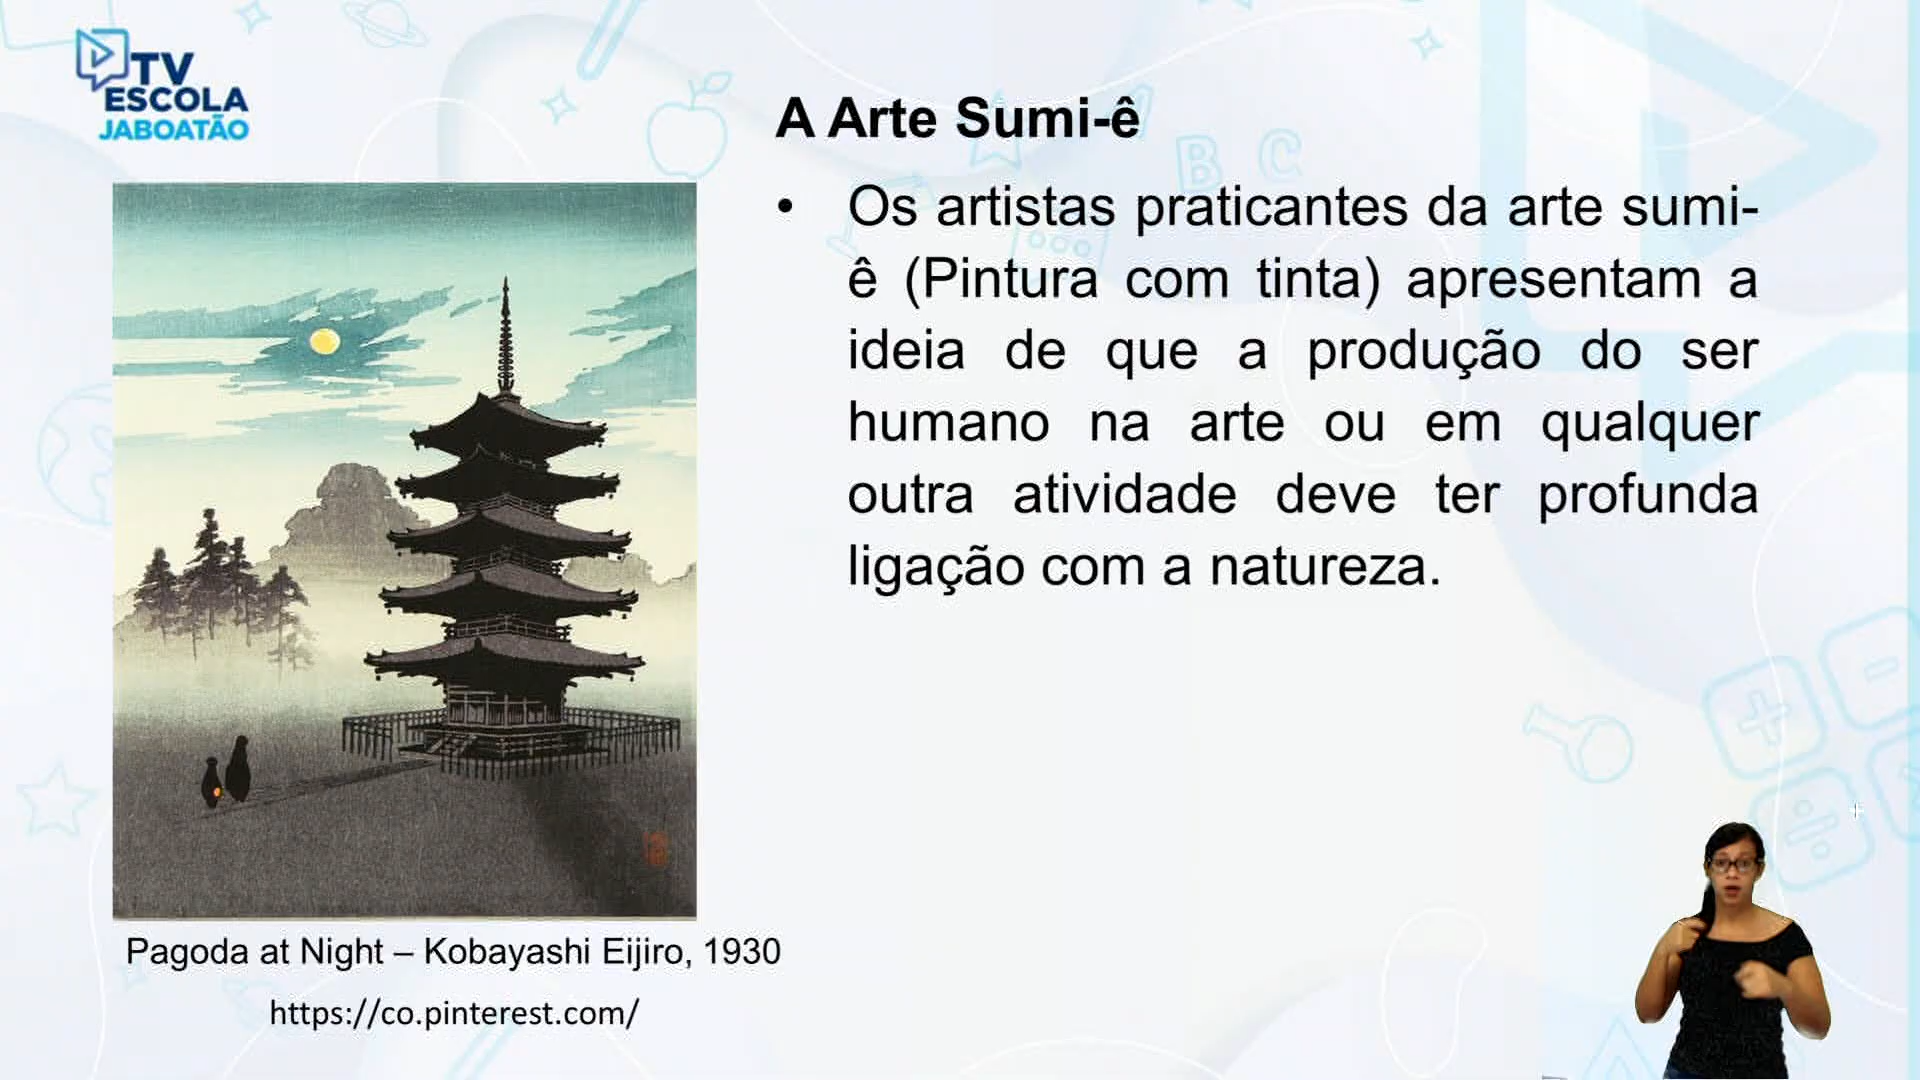 TV
ESCOLA
JABOATÃO
A Arte Sumi-ê
• Os artistas praticantes da arte sumi-
ê (Pintura com tinta) apresentam a
ideia de que a produção do ser
humano na arte ou em qualquer
outra atividade deve ter profunda
ligação com a natureza.
Pagoda at Night – Kobayashi Eijiro, 1930
https://co.pinterest.com/
B C